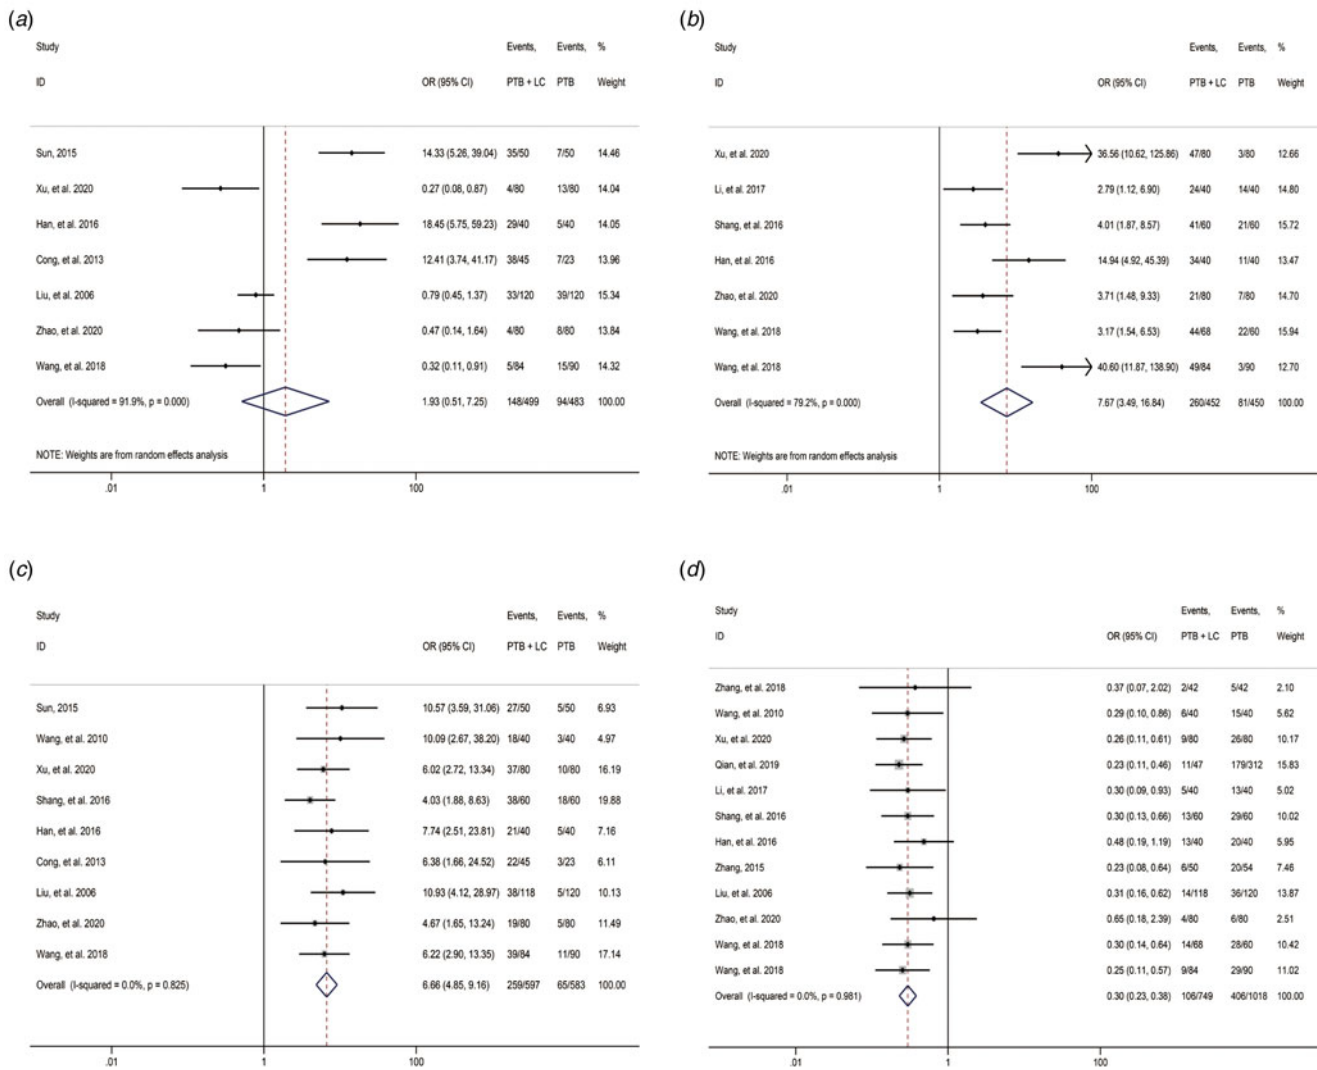 (a)
Study Events, Events, %
ID OR (95% CI) PTB + LC PTB Weight
Sun, 2015 14.33 (5.26, 39.04) 35/50 7/50 14.46
Xu, et al. 2020 0.27 (0.08, 0.87) 4/80 13/80 14.04
Han, et al. 2016 18.45 (5.75, 59.23) 29/40 5/40 14.05
Cong, et al. 2013 12.41 (3.74, 41.17) 38/45 7/23 13.96
Liu, et al. 2006 0.79 (0.45, 1.37) 33/120 39/120 15.34
Zhao, et al. 2020 0.47 (0.14, 1.64) 4/80 8/80 13.84
Wang, et al. 2018 0.32 (0.11, 0.91) 5/84 15/90 14.32
Overall (I-squared = 91.9%, p = 0.000) 1.93 (0.51, 7.25) 148/499 94/483 100.00
NOTE: Weights are from random effects analysis
.01 1 100
(b)
Study Events, Events, %
ID OR (95% CI) PTB + LC PTB Weight
Xu, et al. 2020 36.56 (10.62, 125.86) 47/80 3/80 12.66
Li, et al. 2017 2.79 (1.12, 6.90) 24/40 14/40 14.80
Shang, et al. 2016 4.01 (1.87, 8.57) 41/60 21/60 15.72
Han, et al. 2016 14.94 (4.92, 45.39) 34/40 11/40 13.47
Zhao, et al. 2020 3.71 (1.48, 9.33) 21/80 7/80 14.70
Wang, et al. 2018 3.17 (1.54, 6.53) 44/68 22/60 15.94
Wang, et al. 2018 40.60 (11.87, 138.90) 49/84 3/90 12.70
Overall (I-squared = 79.2%, p = 0.000) 7.67 (3.49, 16.84) 260/452 81/450 100.00
NOTE: Weights are from random effects analysis
.01 1 100
(c)
Study Events, Events, %
ID OR (95% CI) PTB + LC PTB Weight
Sun, 2015 10.57 (3.59, 31.06) 27/50 5/50 6.93
Wang, et al. 2010 10.09 (2.67, 38.20) 18/40 3/40 4.97
Xu, et al. 2020 6.02 (2.72, 13.34) 37/80 10/80 16.19
Shang, et al. 2016 4.03 (1.88, 8.63) 38/60 18/60 19.88
Han, et al. 2016 7.74 (2.51, 23.81) 21/40 5/40 7.16
Cong, et al. 2013 6.38 (1.66, 24.52) 22/45 3/23 6.11
Liu, et al. 2006 10.93 (4.12, 28.97) 38/118 5/120 10.13
Zhao, et al. 2020 4.67 (1.65, 13.24) 19/80 5/80 11.49
Wang, et al. 2018 6.22 (2.90, 13.35) 39/84 11/90 17.14
Overall (I-squared = 0.0%, p = 0.825) 6.66 (4.85, 9.16) 259/597 65/583 100.00
.01 1 100
(d)
Study Events, Events, %
ID OR (95% CI) PTB + LC PTB Weight
Zhang, et al. 2018 0.37 (0.07, 2.02) 2/42 5/42 2.10
Wang, et al. 2010 0.29 (0.10, 0.86) 6/40 15/40 5.62
Xu, et al. 2020 0.26 (0.11, 0.61) 9/80 26/80 10.17
Qian, et al. 2019 0.23 (0.11, 0.46) 11/47 179/312 15.83
Li, et al. 2017 0.30 (0.09, 0.93) 5/40 13/40 5.02
Shang, et al. 2016 0.30 (0.13, 0.66) 13/60 29/60 10.02
Han, et al. 2016 0.48 (0.19, 1.19) 13/40 20/40 5.95
Zhang, 2015 0.23 (0.08, 0.64) 6/50 20/54 7.46
Liu, et al. 2006 0.31 (0.16, 0.62) 14/118 36/120 13.87
Zhao, et al. 2020 0.65 (0.18, 2.39) 4/80 6/80 2.51
Wang, et al. 2018 0.30 (0.14, 0.64) 14/68 28/60 10.42
Wang, et al. 2018 0.25 (0.11, 0.57) 9/84 29/90 11.02
Overall (I-squared = 0.0%, p = 0.981) 0.30 (0.23, 0.38) 106/749 406/1018 100.00
.01 1 100